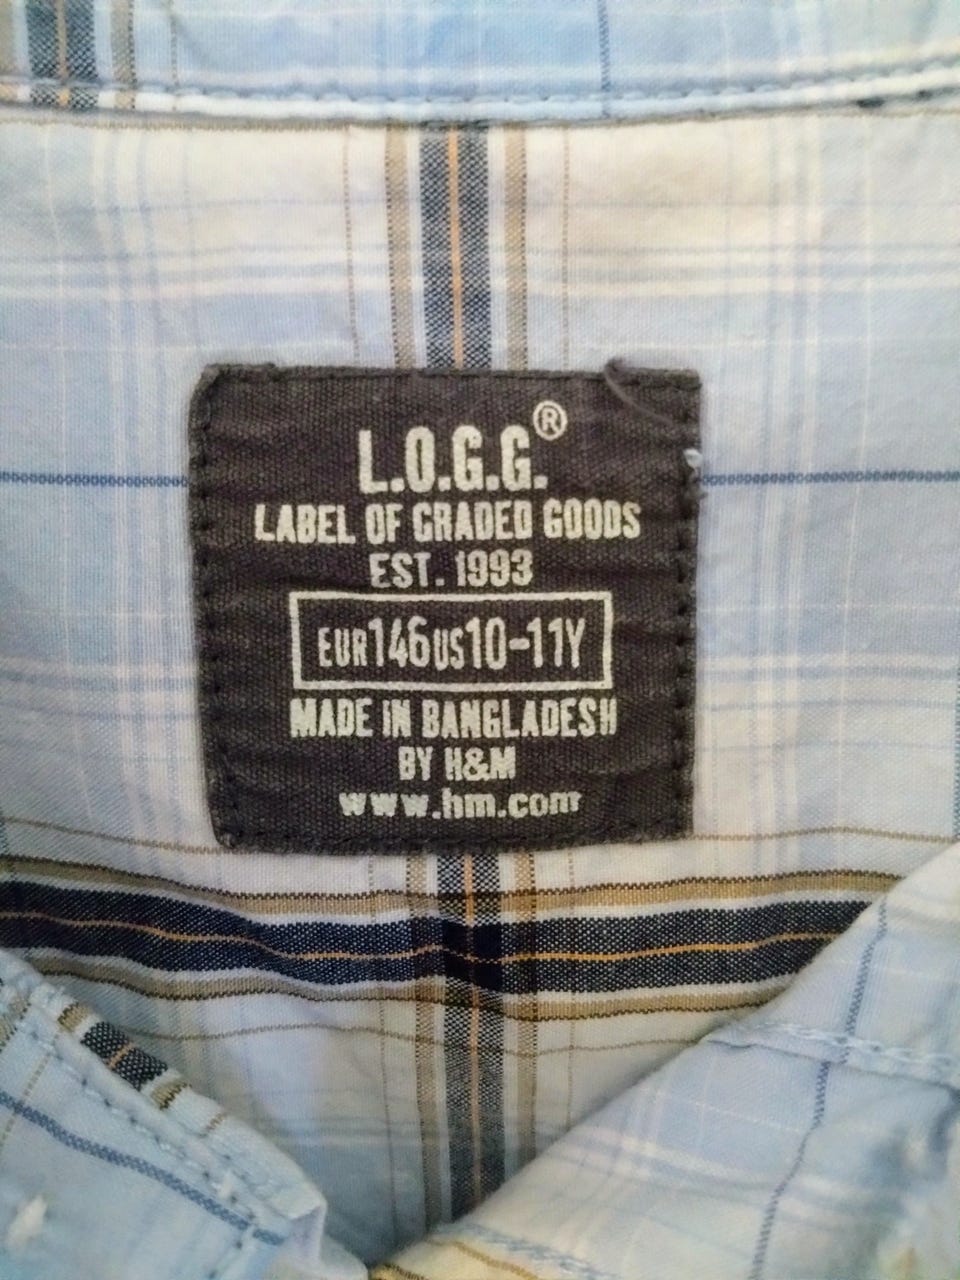 L.O.G.G.®
LABEL OF GRADED GOODS
EST. 1993
EUR146US10-11Y
MADE IN BANGLADESH
BY H&M
www.hm.com